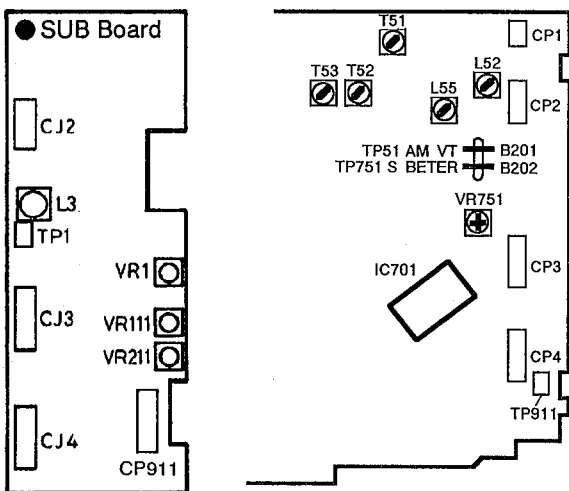 SUB Board
CJ2
L3
TP1
VR1
CJ3
VR111
VR211
CJ4
CP911
T51
CP1
T53 T52
L52
L55
CP2
TP51 AM VT B201
TP751 S BETER B202
VR751
IC701
CP3
CP4
TP911